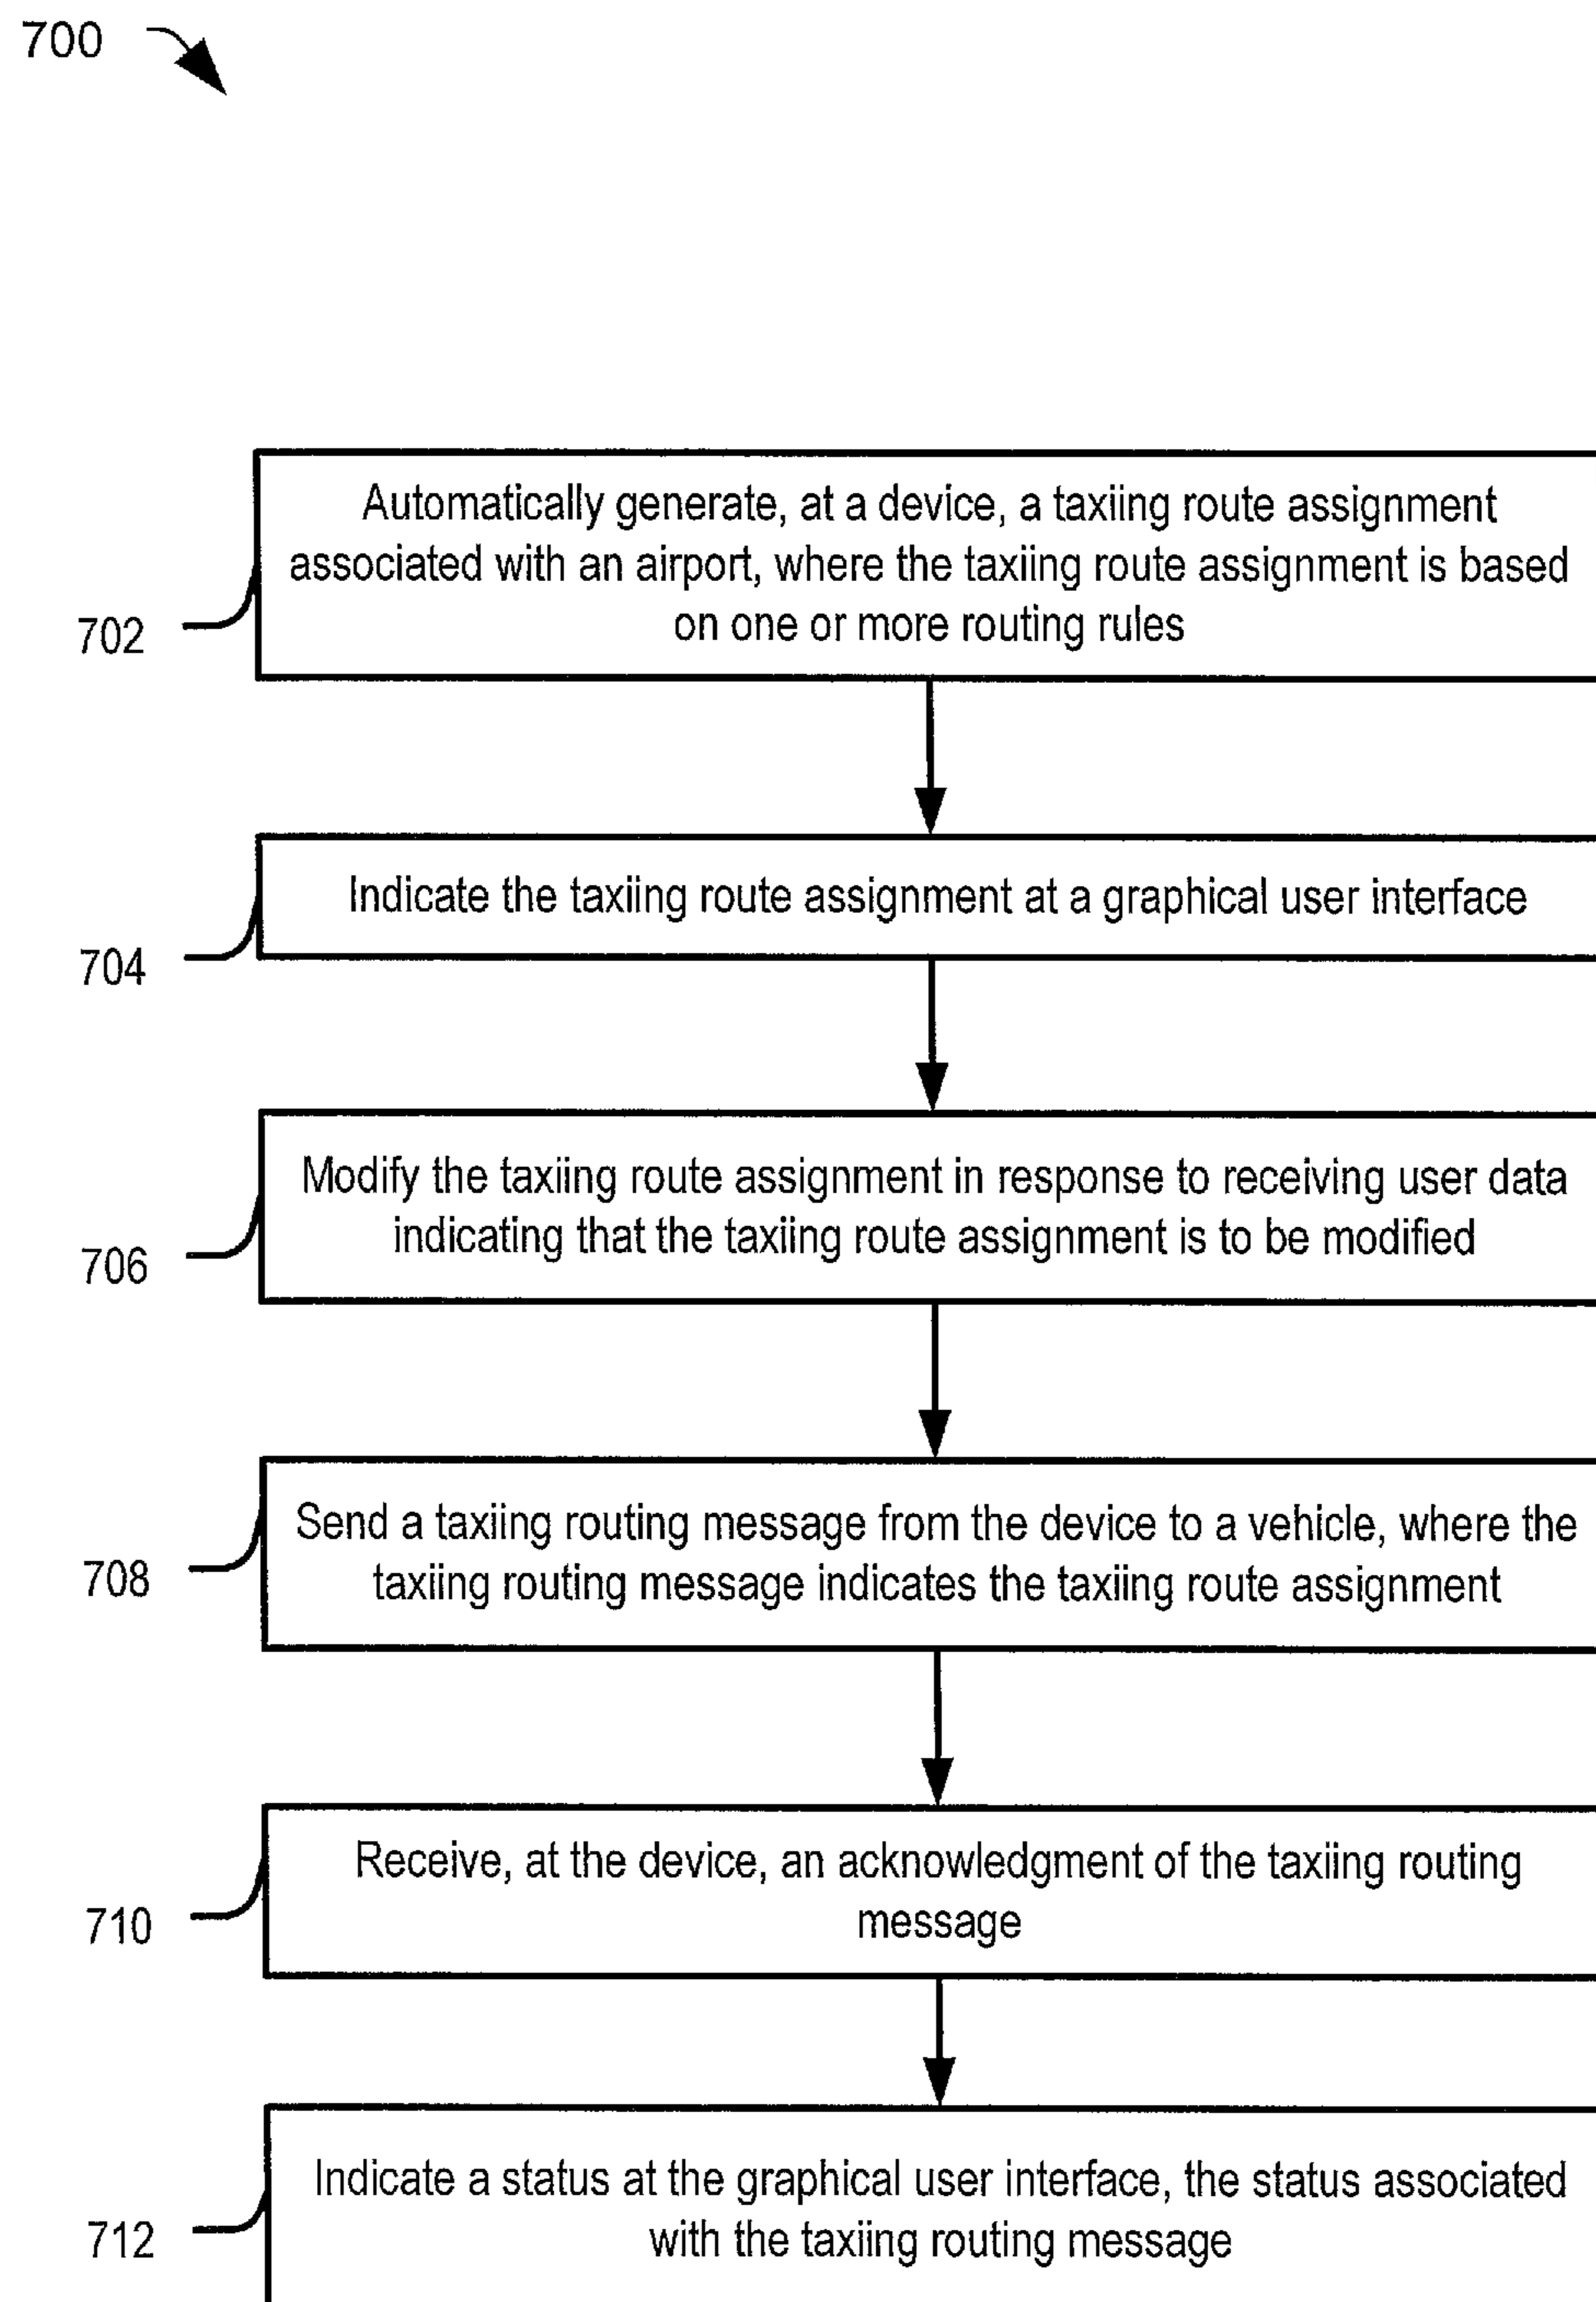 700
Automatically generate, at a device, a taxiing route assignment
associated with an airport, where the taxiing route assignment is based
on one or more routing rules
702
Indicate the taxiing route assignment at a graphical user interface
704
Modify the taxiing route assignment in response to receiving user data
indicating that the taxiing route assignment is to be modified
706
Send a taxiing routing message from the device to a vehicle, where the
taxiing routing message indicates the taxiing route assignment
708
Receive, at the device, an acknowledgment of the taxiing routing
message
710
Indicate a status at the graphical user interface, the status associated
with the taxiing routing message
712